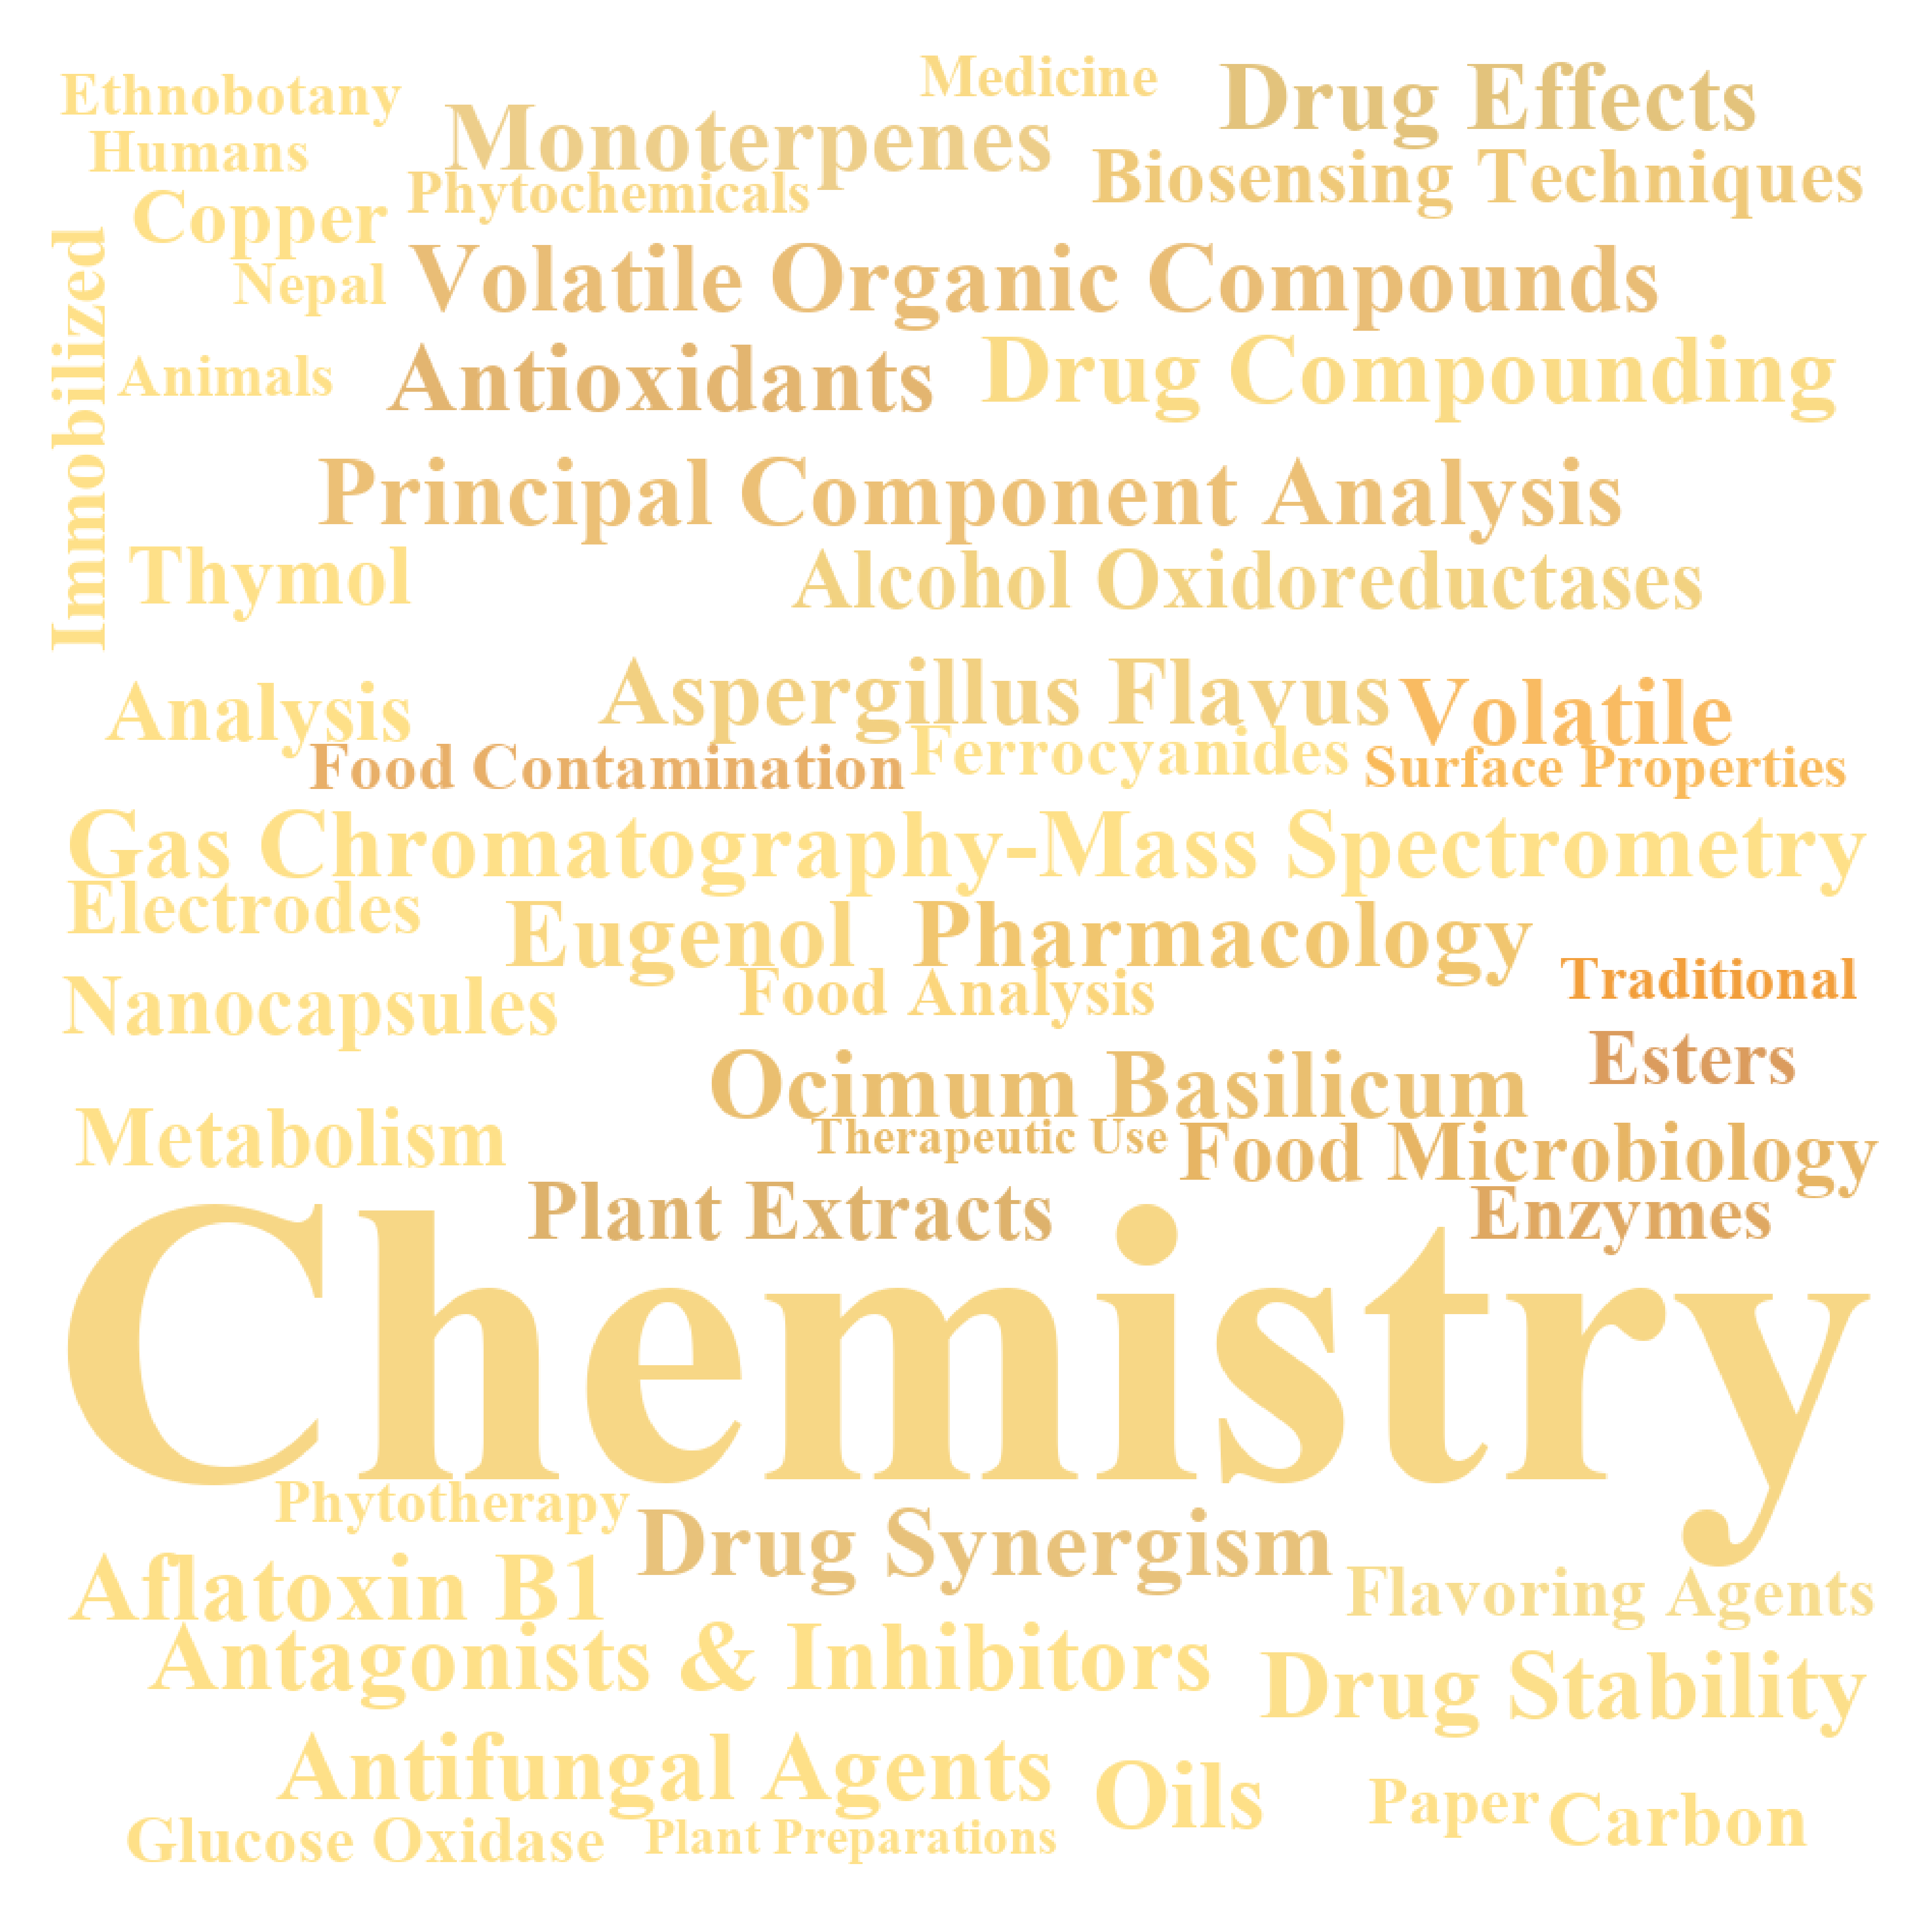 Medicine
Drug Effects
Ethnobotany
Monoterpenes
Humans
Biosensing Techniques
Phytochemicals
Copper
Immobilized
Nepal
Volatile Organic Compounds
Animals
Antioxidants
Drug Compounding
Principal Component Analysis
Thymol
Alcohol Oxidoreductases
Analysis
Aspergillus Flavus
Volatile
Food Contamination
Ferrocyanides
Surface Properties
Gas Chromatography-Mass Spectrometry
Electrodes
Eugenol
Pharmacology
Nanocapsules
Food Analysis
Traditional
Esters
Ocimum Basilicum
Metabolism
Therapeutic Use
Food Microbiology
Plant Extracts
Enzymes
Chemistry
Phytotherapy
Drug Synergism
Aflatoxin B1
Flavoring Agents
Antagonists & Inhibitors
Drug Stability
Antifungal Agents
Oils
Paper
Carbon
Glucose Oxidase
Plant Preparations